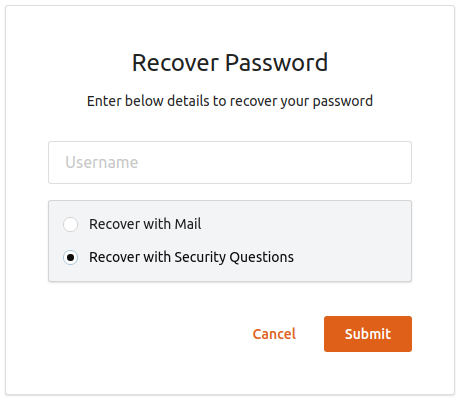 Recover Password
Enter below details to recover your password
Username
Recover with Mail
Recover with Security Questions
Cancel Submit